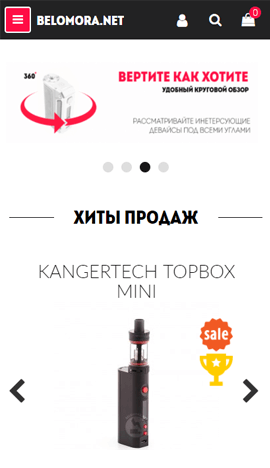 BELOMORA.NET
0
360°
ВЕРТИТЕ КАК ХОТИТЕ
УДОБНЫЙ КРУГОВОЙ ОБЗОР
РАССМАТРИВАЙТЕ ИНЕТЕРСУЮЩИЕ
ДЕВАЙСЫ ПОД ВСЕМИ УГЛАМИ
ХИТЫ ПРОДАЖ
KANGERTECH TOPBOX
MINI
sale